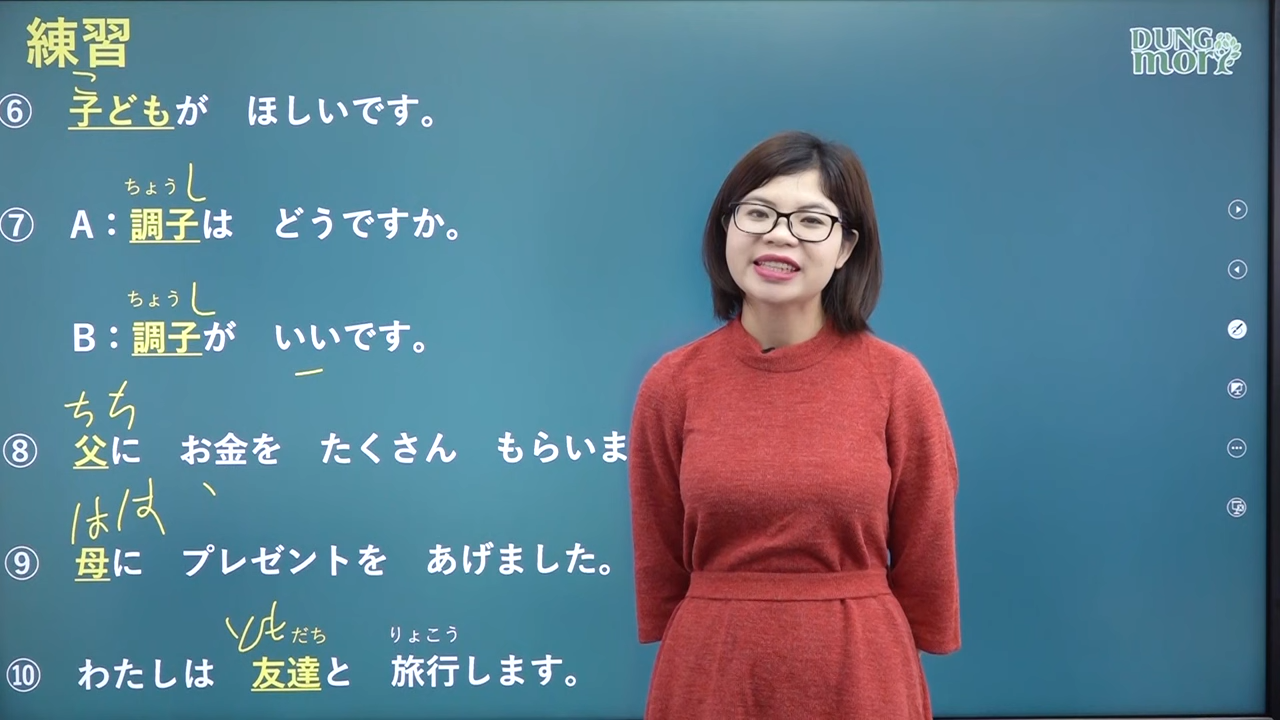 練習
DUNG
mori
こ
⑥ 子どもが ほしいです。
ちょうし
⑦ A:調子は どうですか。
ちょうし
B:調子が いいです。
ちち
⑧ 父に お金を たくさん もらいま
はは
⑨ 母に プレゼントを あげました。
ともだち りょこう
⑩ わたしは 友達と 旅行します。